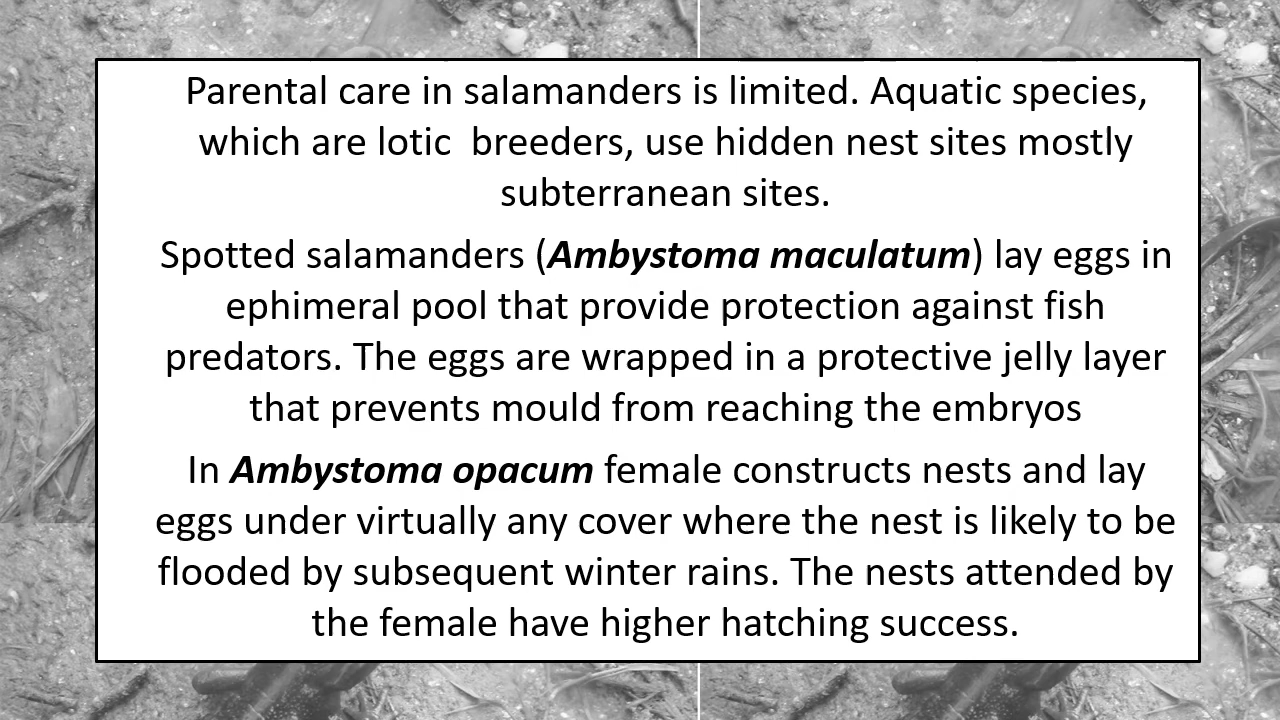 Parental care in salamanders is limited. Aquatic species,
which are lotic  breeders, use hidden nest sites mostly
subterranean sites.
Spotted salamanders (Ambystoma maculatum) lay eggs in
ephimeral pool that provide protection against fish
predators. The eggs are wrapped in a protective jelly layer
that prevents mould from reaching the embryos
In Ambystoma opacum female constructs nests and lay
eggs under virtually any cover where the nest is likely to be
flooded by subsequent winter rains. The nests attended by
the female have higher hatching success.